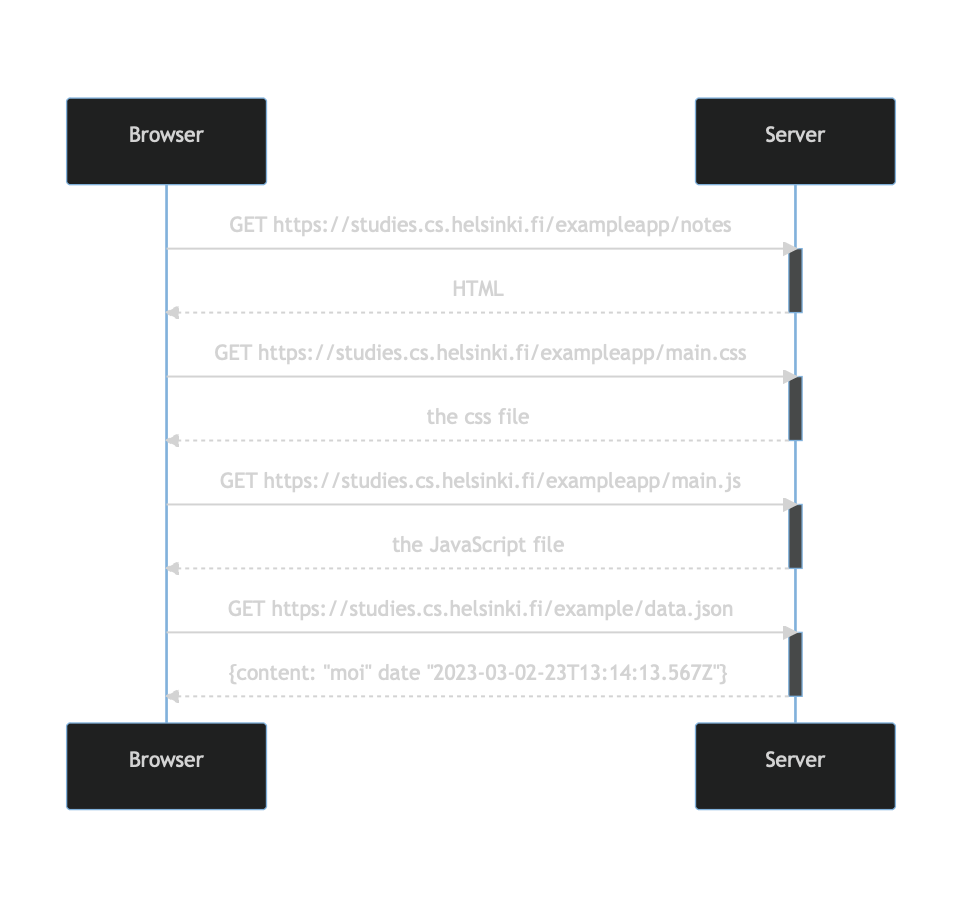 Browser
Server
GET https://studies.cs.helsinki.fi/exampleapp/notes
HTML
GET https://studies.cs.helsinki.fi/exampleapp/main.css
the css file
GET https://studies.cs.helsinki.fi/exampleapp/main.js
the JavaScript file
GET https://studies.cs.helsinki.fi/example/data.json
{content: "moi" date "2023-03-02-23T13:14:13.567Z"}
Browser
Server